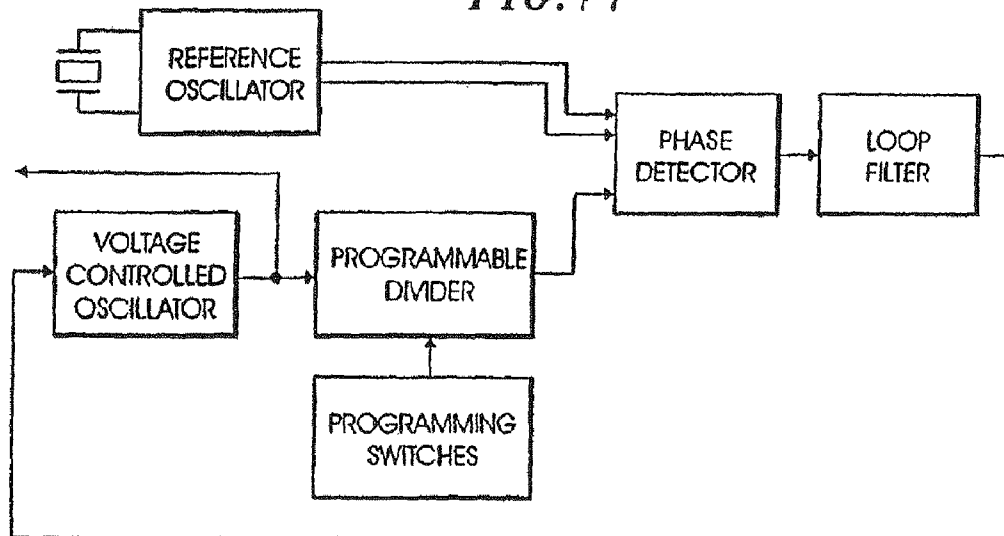 REFERENCE
OSCILLATOR
PHASE
DETECTOR
LOOP
FILTER
VOLTAGE
CONTROLLED
OSCILLATOR
PROGRAMMABLE
DIVIDER
PROGRAMMING
SWITCHES